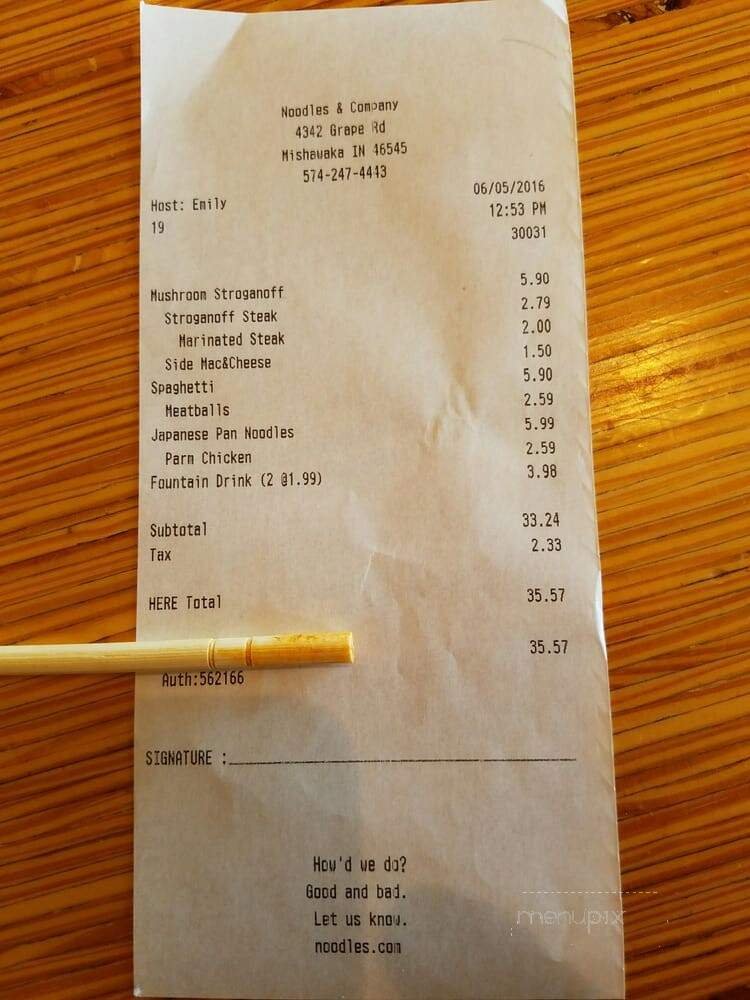 Noodles & Company
4342 Grape Rd
Mishawaka IN 46545
574-247-4443
Host: Emily 06/05/2016
19 12:53 PM
30031
Mushroom Stroganoff 5.90
Stroganoff Steak 2.79
Marinated Steak 2.00
Side Mac&Cheese 1.50
Spaghetti 5.90
Meatballs 2.59
Japanese Pan Noodles 5.99
Parm Chicken 2.59
Fountain Drink (2 @1.99) 3.98
Subtotal 33.24
Tax 2.33
HERE Total 35.57
35.57
Auth:562166
SIGNATURE :
How'd we do?
Good and bad.
Let us know.
noodles.com
menupix